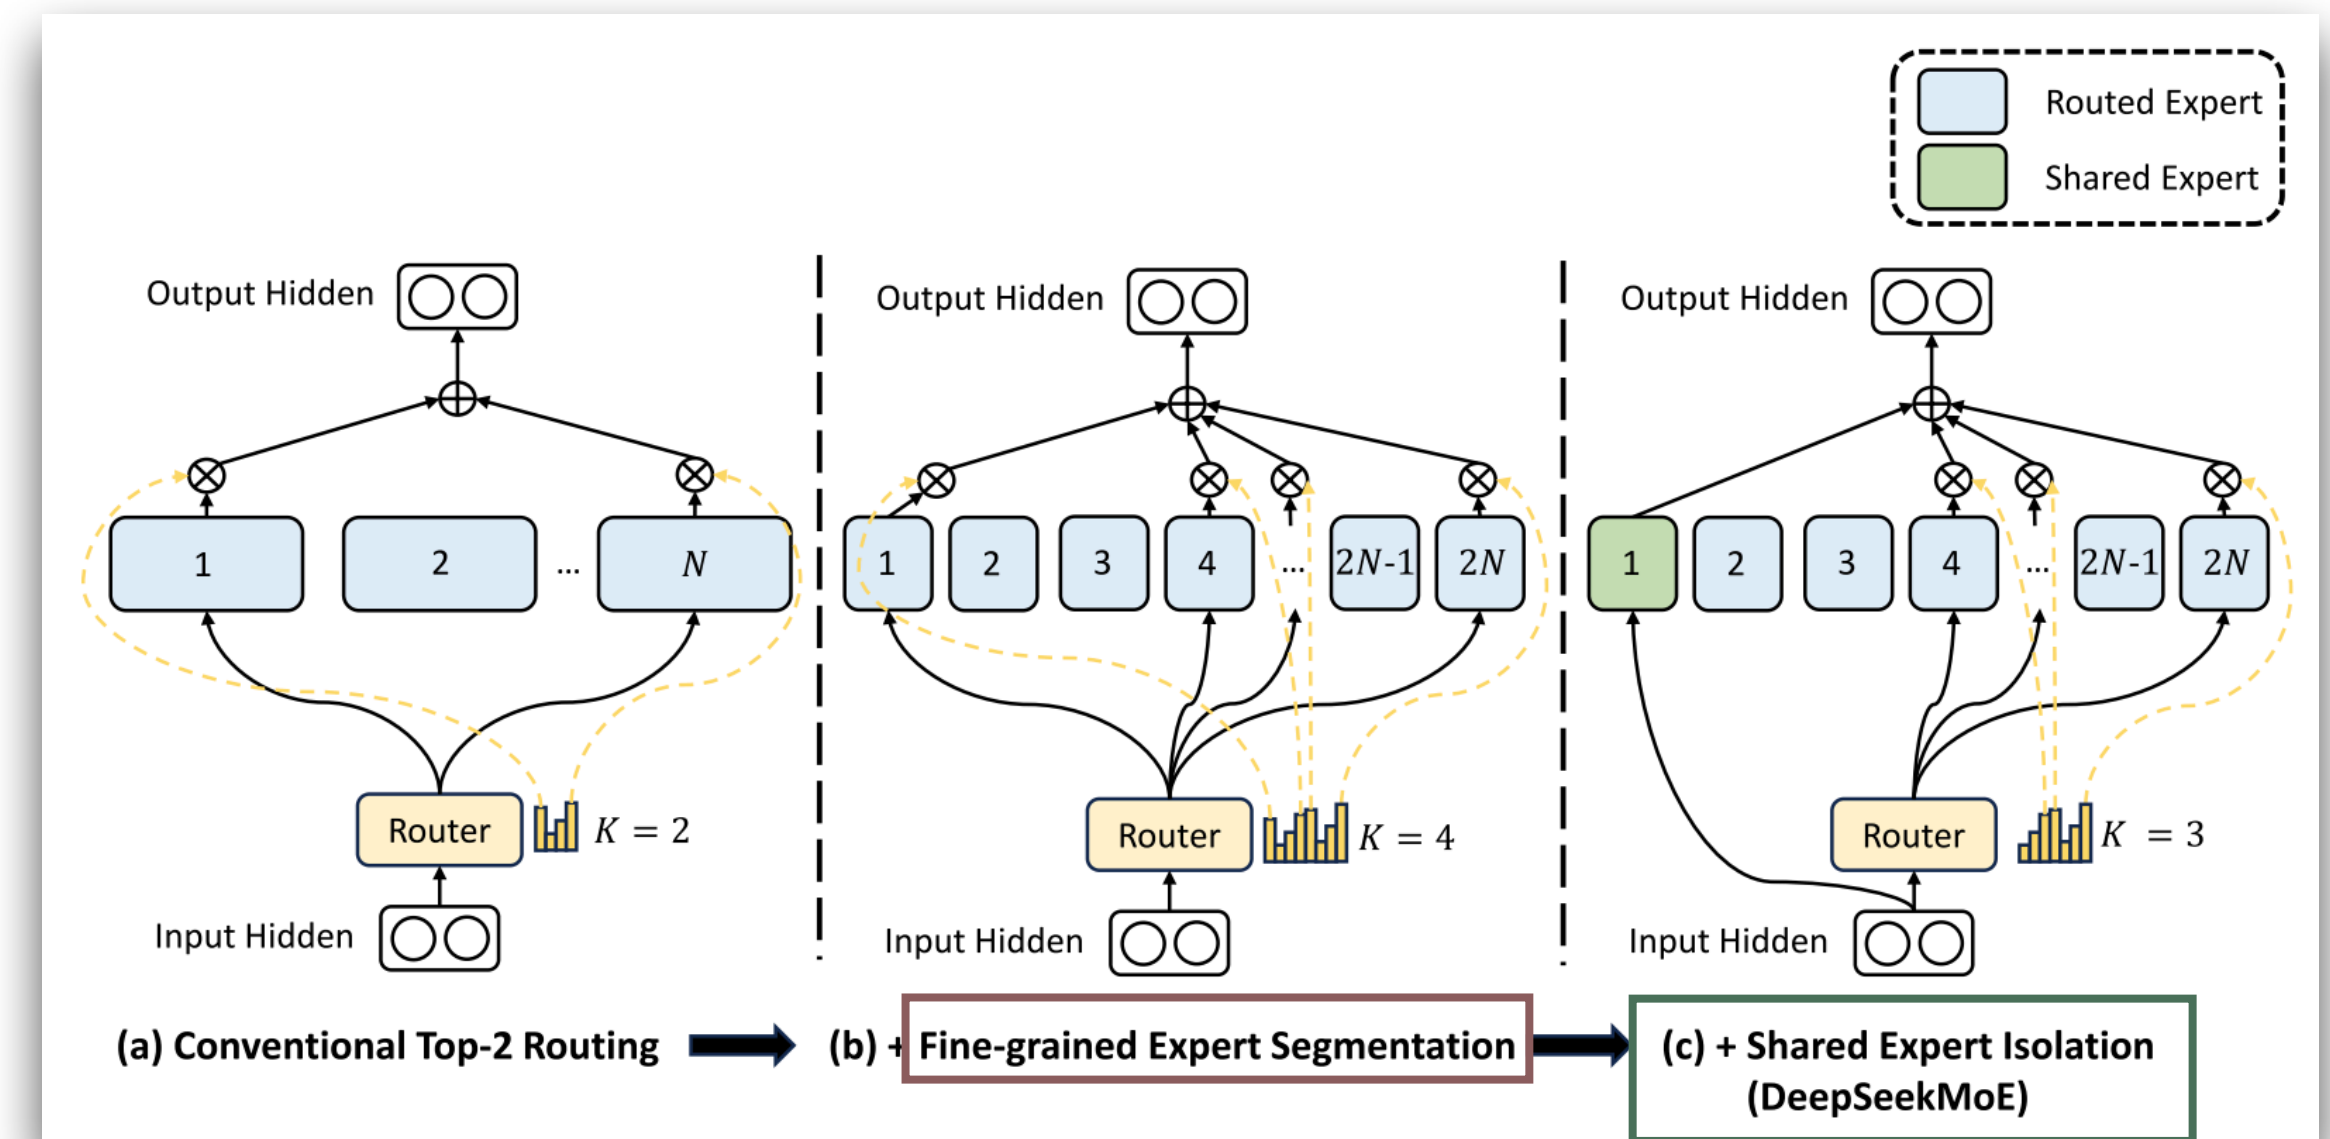 Routed Expert
Shared Expert
Output Hidden
1
2
...
N
Router
K = 2
Input Hidden
(a) Conventional Top-2 Routing
Output Hidden
1
2
3
4
...
2N-1
2N
Router
K = 4
Input Hidden
(b) + Fine-grained Expert Segmentation
Output Hidden
1
2
3
4
...
2N-1
2N
Router
K = 3
Input Hidden
(c) + Shared Expert Isolation
(DeepSeekMoE)